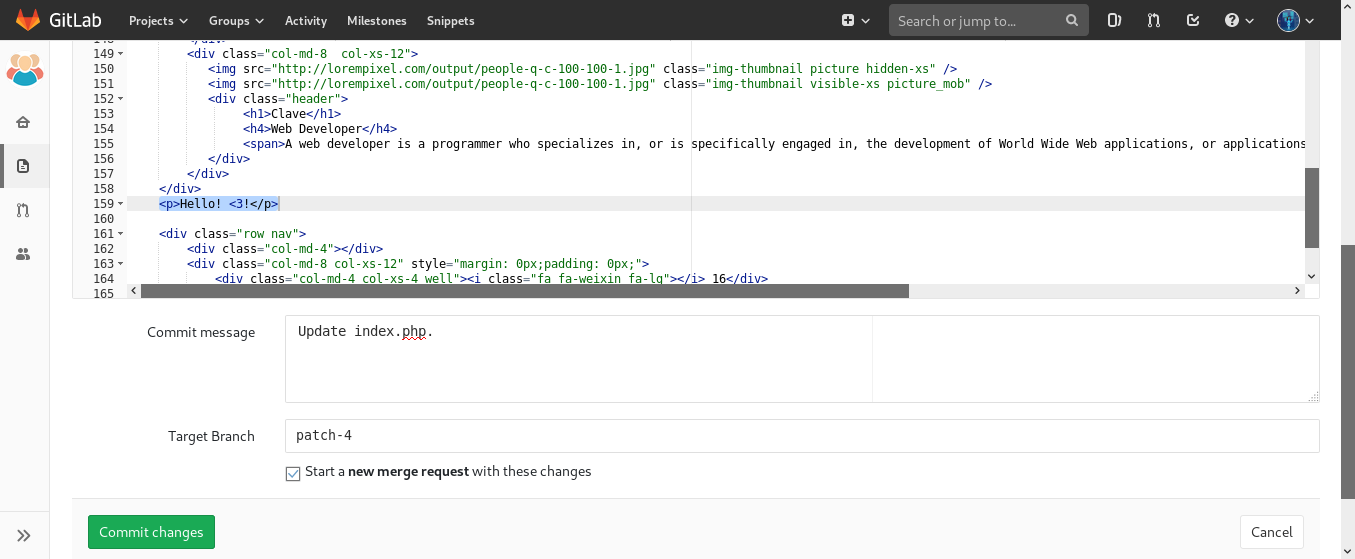 GitLab
Projects
Groups
Activity
Milestones
Snippets
Search or jump to...
149 <div class="col-md-8  col-xs-12">
150 <img src="http://lorempixel.com/output/people-q-c-100-100-1.jpg" class="img-thumbnail picture hidden-xs" />
151 <img src="http://lorempixel.com/output/people-q-c-100-100-1.jpg" class="img-thumbnail visible-xs picture_mob" />
152 <div class="header">
153 <h1>Clave</h1>
154 <h4>Web Developer</h4>
155 <span>A web developer is a programmer who specializes in, or is specifically engaged in, the development of World Wide Web applications, or applications
156 </div>
157 </div>
158 </div>
159 <p>Hello! <3!</p>
160
161 <div class="row nav">
162 <div class="col-md-4"></div>
163 <div class="col-md-8 col-xs-12" style="margin: 0px;padding: 0px;">
164 <div class="col-md-4 col-xs-4 well"><i class="fa fa-weixin fa-lg"></i> 16</div>
165
Commit message
Update index.php.
Target Branch
patch-4
Start a new merge request with these changes
Commit changes
Cancel